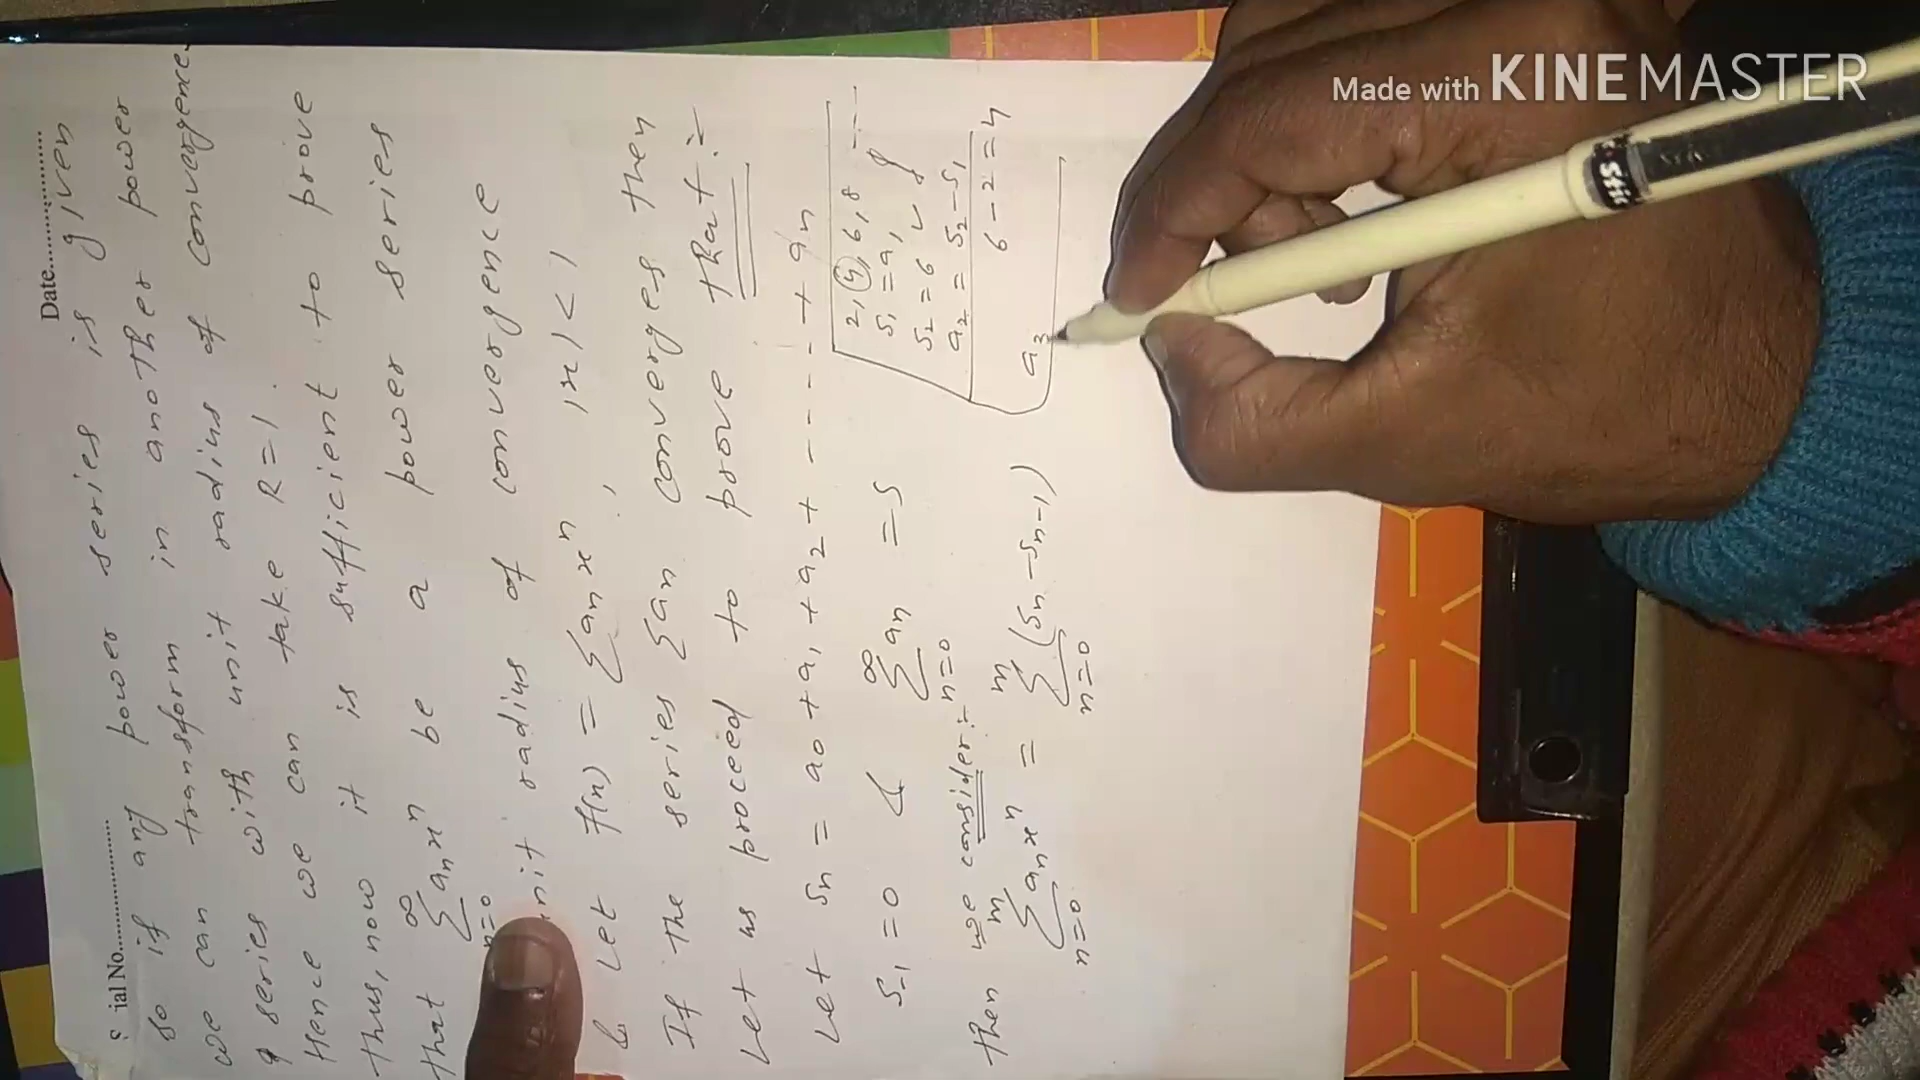 Made with KINEMASTER
ial No............... Date...............
so if any power series is given
we can transform in another power
series with unit radius of convergence
Hence we can take R=1
thus, now it is sufficient to prove
that ∞∑n=0 anxⁿ be a power series
unit radius of convergence
& Let f(x) = ∑anxⁿ, |x|<1
If the series ∑an converges then
Let us proceed to prove that :-
Let Sn = a0+a1+a2+----+an
S-1=0 & ∞∑n=0 an = S
then we consider :-
m∑n=0 anxⁿ = m∑n=0 (Sn-Sn-1)
2,4,6,8 ---
S1=a1
S2=6
a2=S2-S1
6-2=4
a3